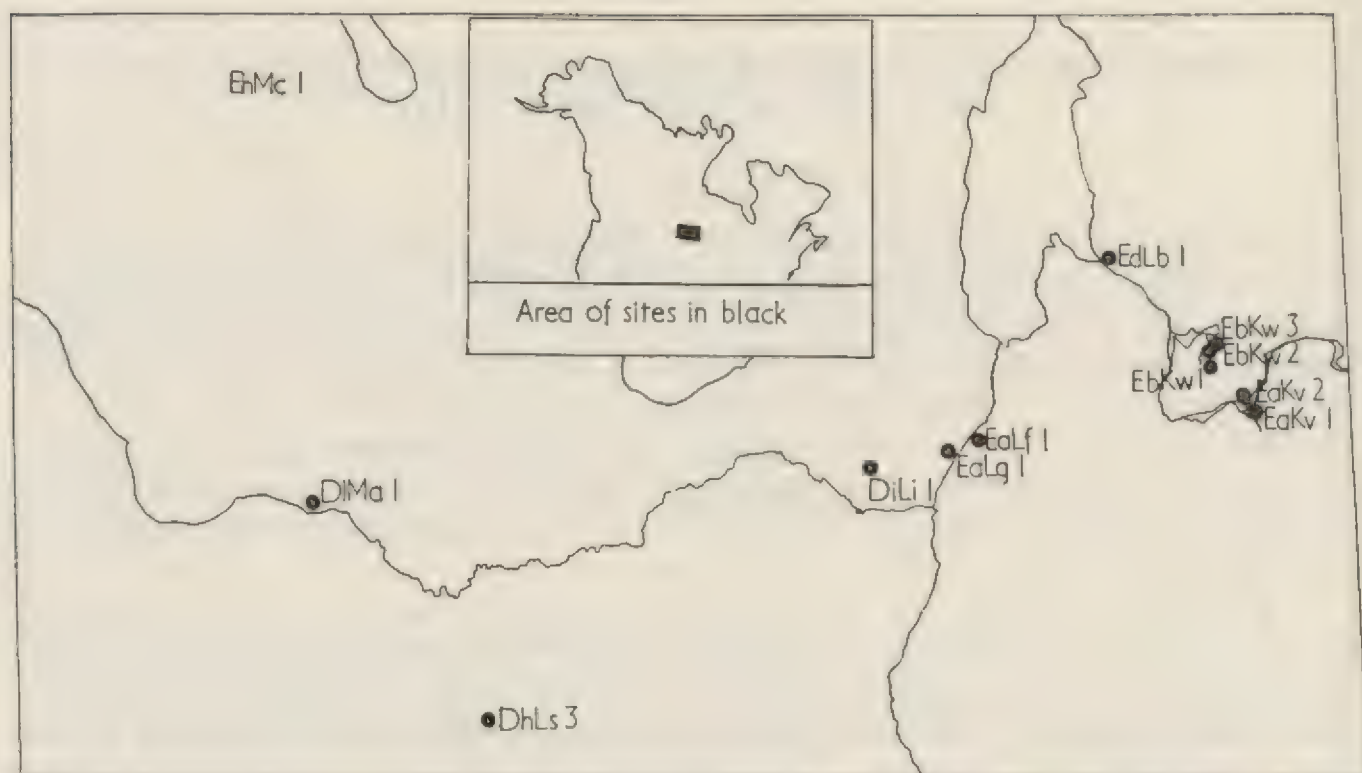 EhMc 1
Area of sites in black
EdLb 1
EbKw 3
EbKw 2
EbKw 1
EaKv 2
EaKv 1
EaLf 1
EaLg 1
DiLi 1
DlMa 1
DhLs 3